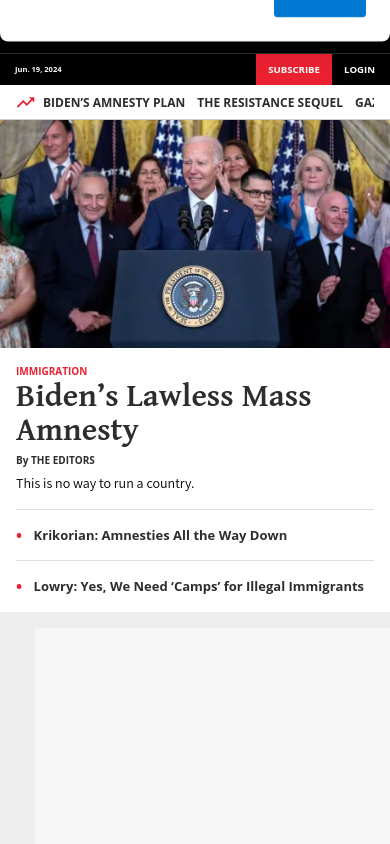 Jun. 19, 2024
SUBSCRIBE
LOGIN
BIDEN’S AMNESTY PLAN
THE RESISTANCE SEQUEL
SEAL OF THE PRESIDENT OF THE UNITED STATES
IMMIGRATION
Biden’s Lawless Mass
Amnesty
By THE EDITORS
This is no way to run a country.
Krikorian: Amnesties All the Way Down
Lowry: Yes, We Need ‘Camps’ for Illegal Immigrants